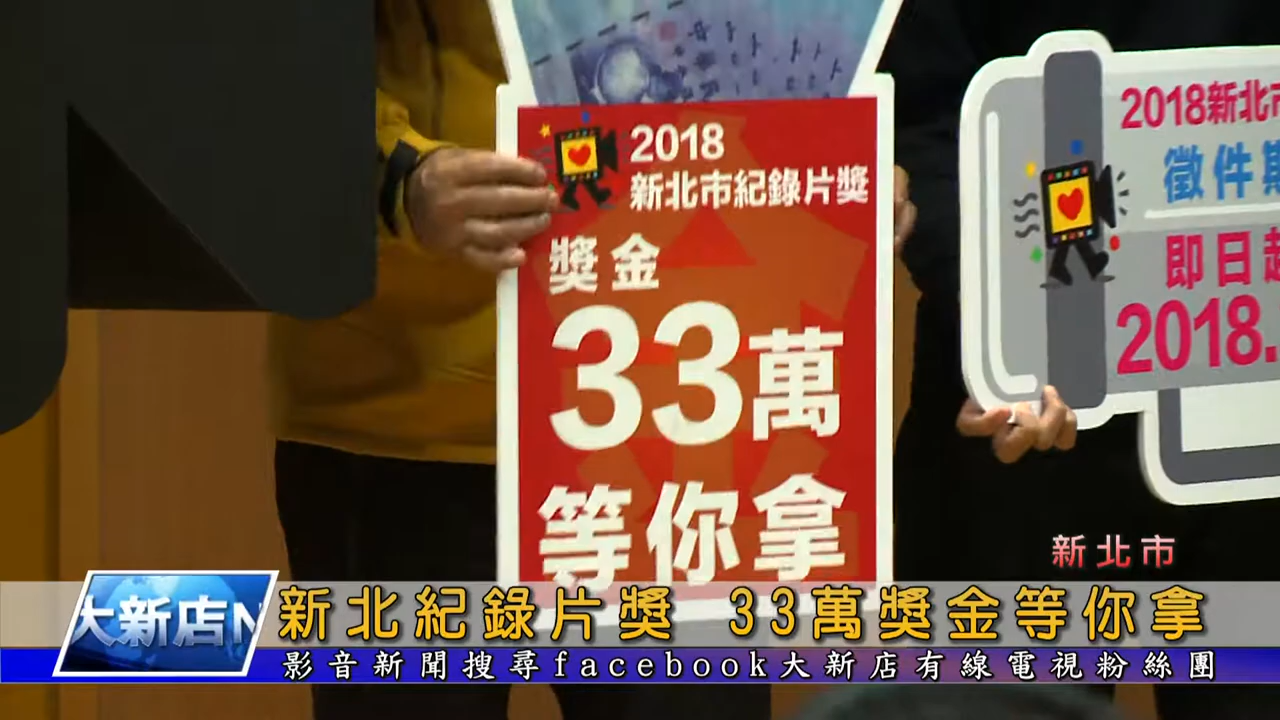 2018
新北市紀錄片獎
獎金
33萬
等你拿
2018新北市
徵件期
即日起
2018.
新北市
大新店N
新北紀錄片獎 33萬獎金等你拿
影音新聞搜尋facebook大新店有線電視粉絲團